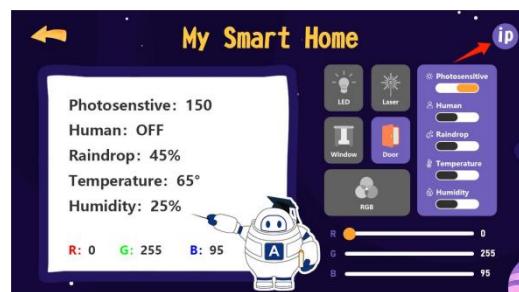 My Smart Home
ip
Photosenstive: 150
Human: OFF
Raindrop: 45%
Temperature: 65°
Humidity: 25%
R: 0 G: 255 B: 95
A
LED
Laser
Window
Door
RGB
Photosensitive
Human
Raindrop
Temperature
Humidity
R 0
G 255
B 95